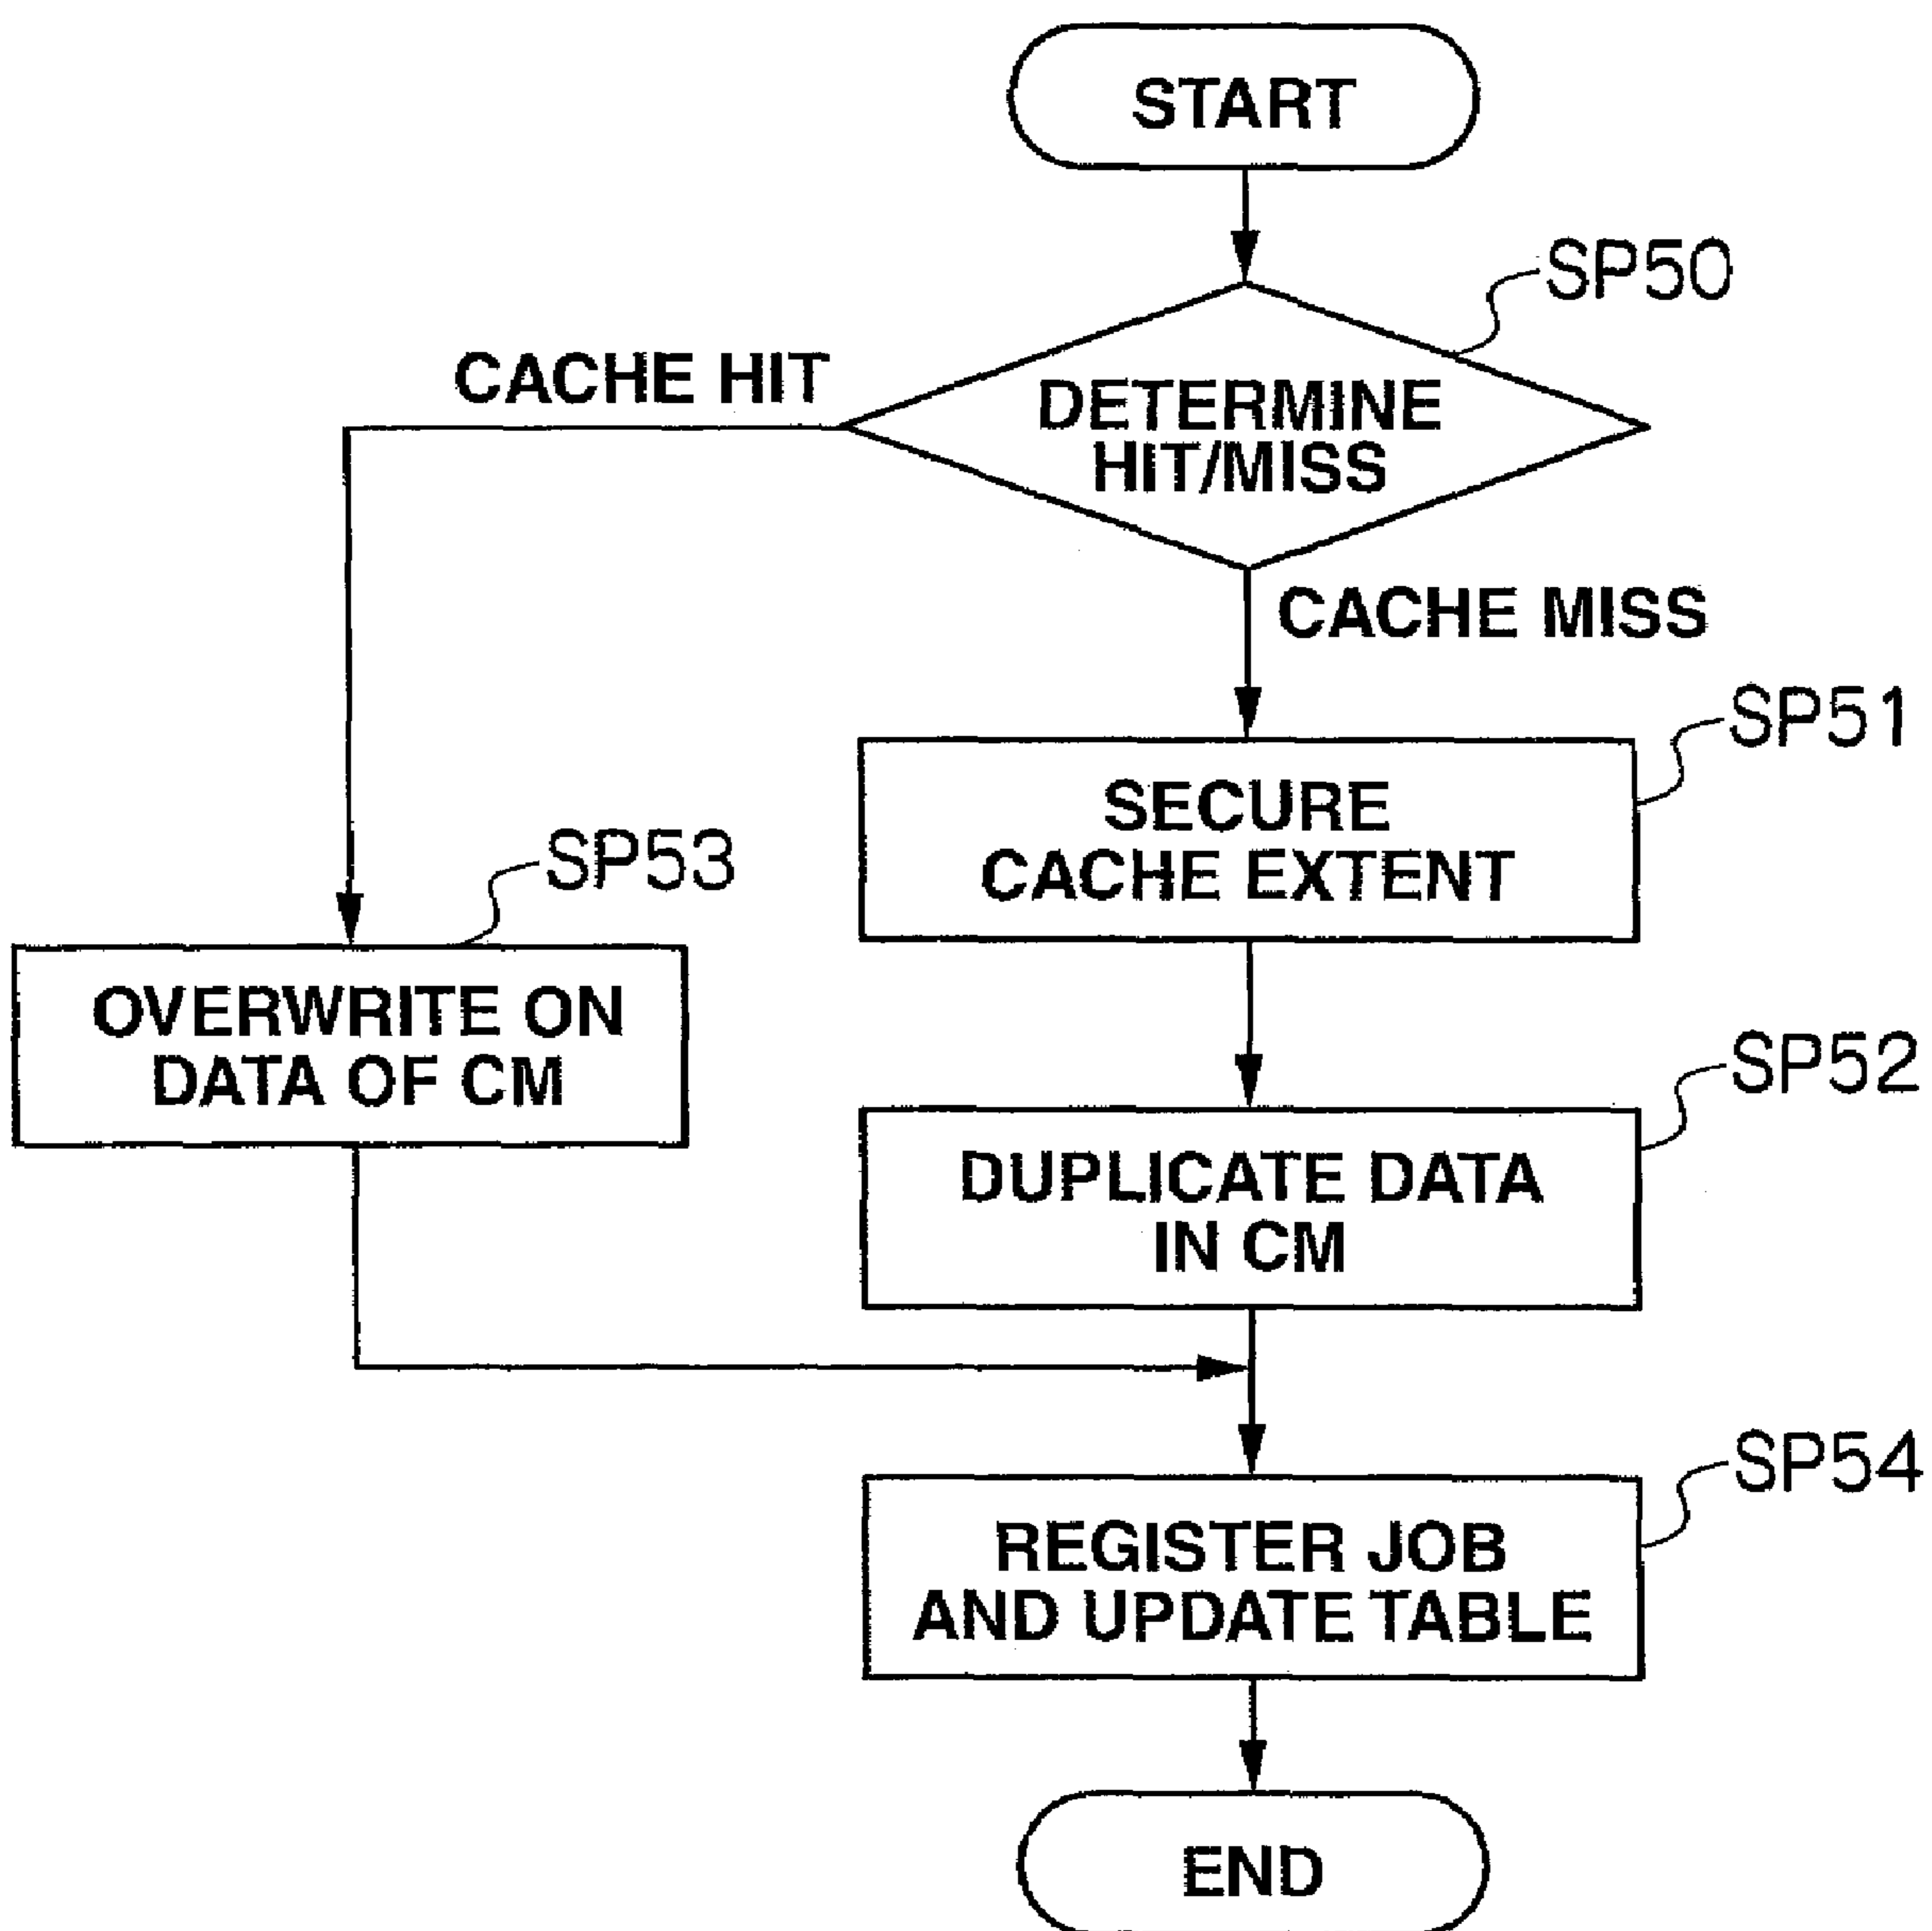 START
SP50
CACHE HIT
DETERMINE
HIT/MISS
CACHE MISS
SP51
SECURE
CACHE EXTENT
SP53
OVERWRITE ON
DATA OF CM
SP52
DUPLICATE DATA
IN CM
SP54
REGISTER JOB
AND UPDATE TABLE
END